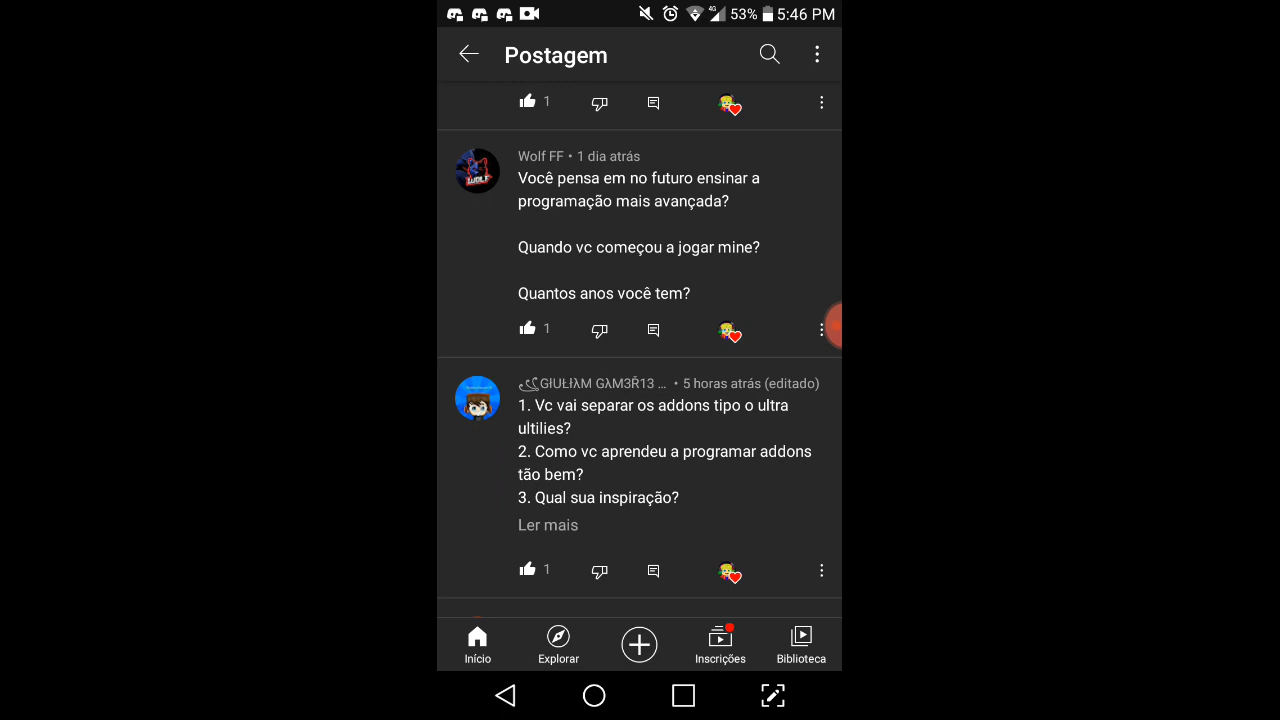 4G 53% 5:46 PM
Postagem
1
Wolf FF • 1 dia atrás
Você pensa em no futuro ensinar a
programação mais avançada?
Quando vc começou a jogar mine?
Quantos anos você tem?
1
GłUŁłλM GλM3Ř13 ... • 5 horas atrás (editado)
1. Vc vai separar os addons tipo o ultra
ultilies?
2. Como vc aprendeu a programar addons
tão bem?
3. Qual sua inspiração?
Ler mais
1
Início Explorar Inscrições Biblioteca